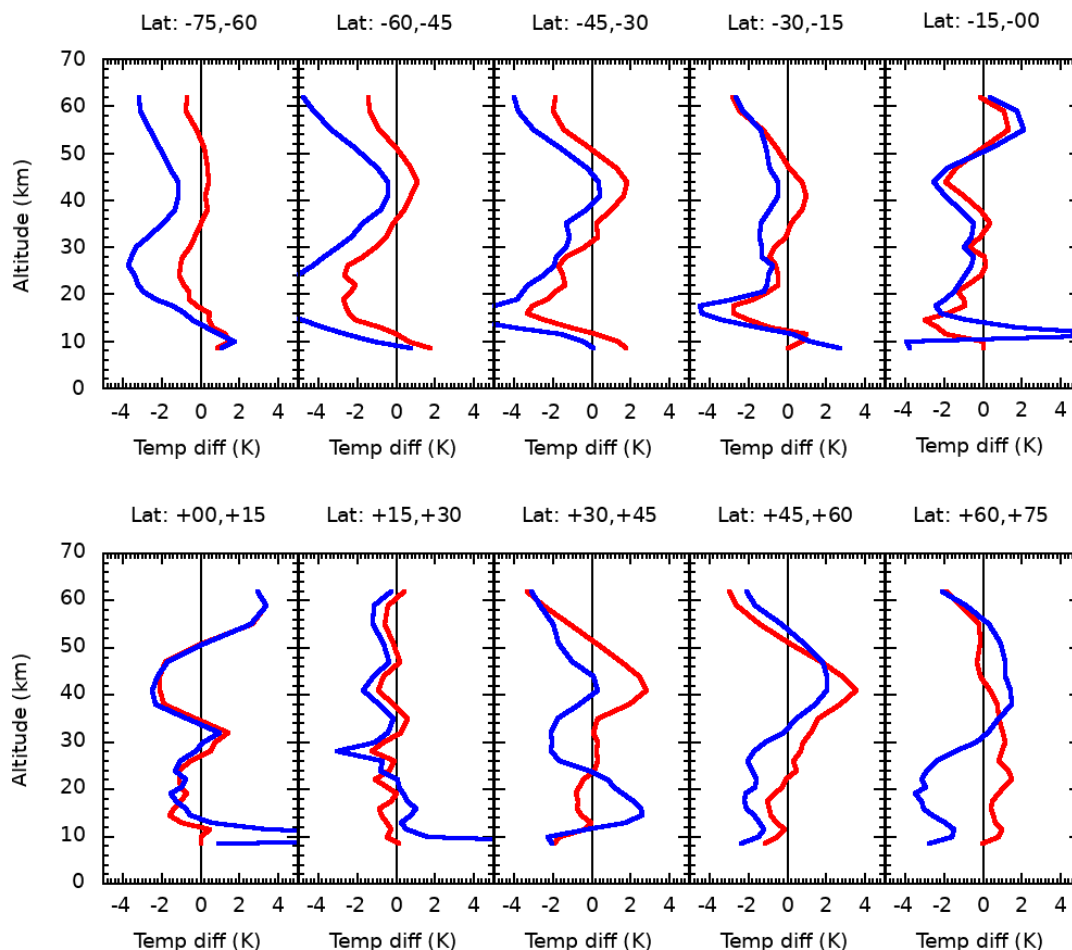 Lat: -75,-60 Lat: -60,-45 Lat: -45,-30 Lat: -30,-15 Lat: -15,-00
70
60
50
40
30
20
10
0
Altitude (km)
-4 -2 0 2 4 -4 -2 0 2 4 -4 -2 0 2 4 -4 -2 0 2 4 -4 -2 0 2 4
Temp diff (K) Temp diff (K) Temp diff (K) Temp diff (K) Temp diff (K)
Lat: +00,+15 Lat: +15,+30 Lat: +30,+45 Lat: +45,+60 Lat: +60,+75
70
60
50
40
30
20
10
0
Altitude (km)
-4 -2 0 2 4 -4 -2 0 2 4 -4 -2 0 2 4 -4 -2 0 2 4 -4 -2 0 2 4
Temp diff (K) Temp diff (K) Temp diff (K) Temp diff (K) Temp diff (K)